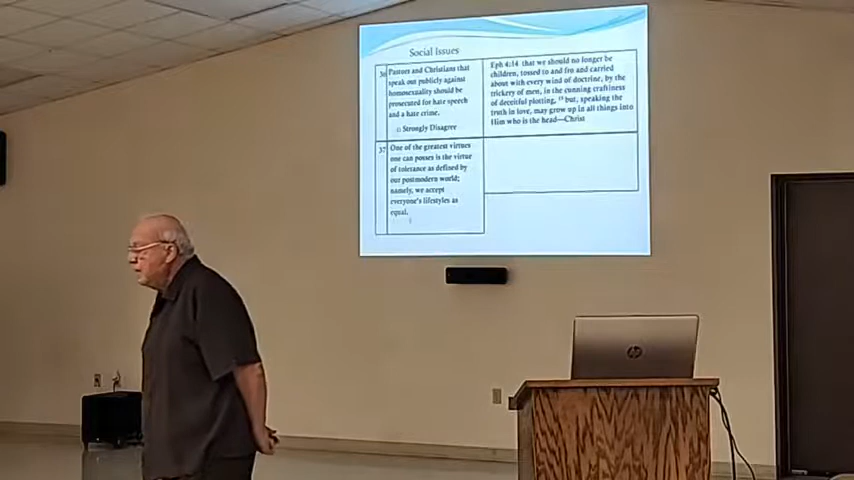 Social Issues
36 Pastors and Christians that
speak out publicly against
homosexuality should be
prosecuted for hate speech
and a hate crime.
□ Strongly Disagree
Eph 4:14 that we should no longer be
children, tossed to and fro and carried
about with every wind of doctrine, by the
trickery of men, in the cunning craftiness
of deceitful plotting, ¹⁵ but, speaking the
truth in love, may grow up in all things into
Him who is the head—Christ
37 One of the greatest virtues
one can posses is the virtue
of tolerance as defined by
our postmodern world;
namely, we accept
everyone's lifestyles as
equal.
hp